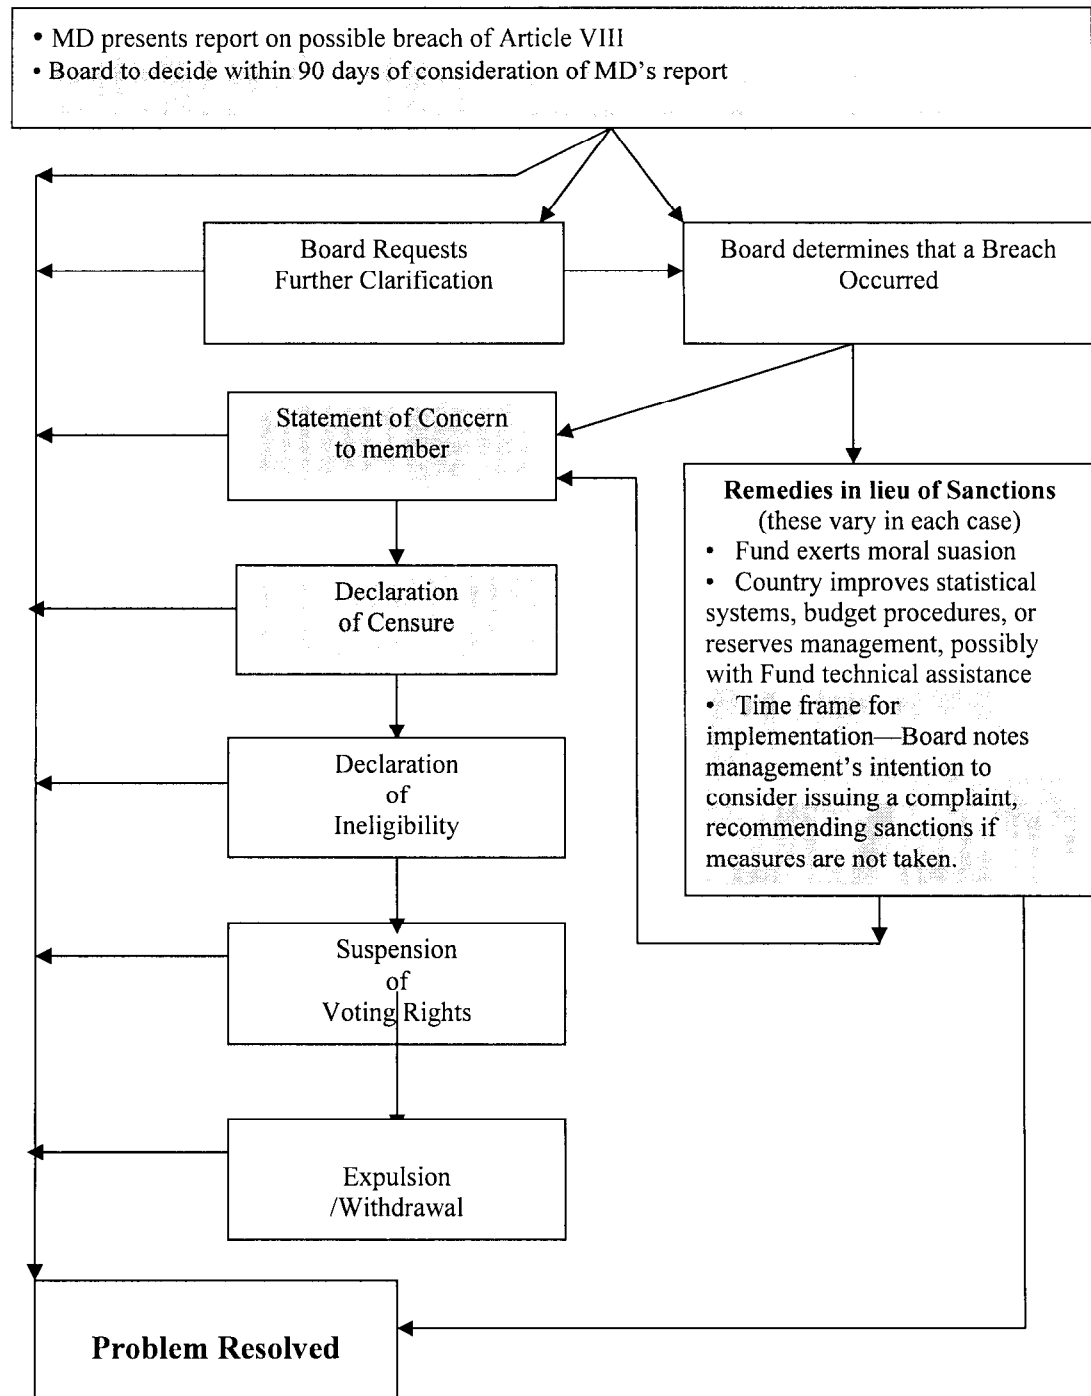 • MD presents report on possible breach of Article VIII
• Board to decide within 90 days of consideration of MD's report
Board Requests
Further Clarification
Board determines that a Breach
Occurred
Statement of Concern
to member
Remedies in lieu of Sanctions
(these vary in each case)
• Fund exerts moral suasion
• Country improves statistical
systems, budget procedures, or
reserves management, possibly
with Fund technical assistance
• Time frame for
implementation—Board notes
management's intention to
consider issuing a complaint,
recommending sanctions if
measures are not taken.
Declaration
of Censure
Declaration
of
Ineligibility
Suspension
of
Voting Rights
Expulsion
/Withdrawal
Problem Resolved